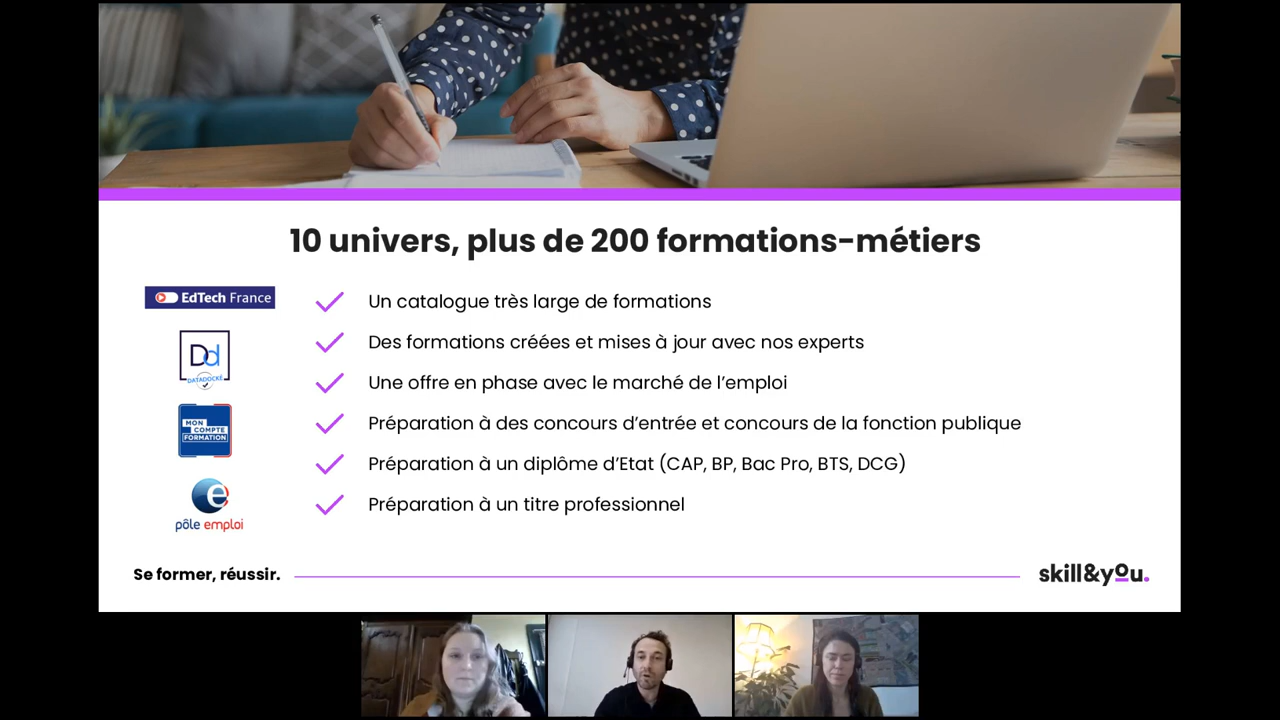 10 univers, plus de 200 formations-métiers
EdTech France
Dd
DATADOCKÉ
MON
COMPTE
FORMATION
pôle emploi
Un catalogue très large de formations
Des formations créées et mises à jour avec nos experts
Une offre en phase avec le marché de l’emploi
Préparation à des concours d’entrée et concours de la fonction publique
Préparation à un diplôme d’Etat (CAP, BP, Bac Pro, BTS, DCG)
Préparation à un titre professionnel
Se former, réussir.
skill&you.